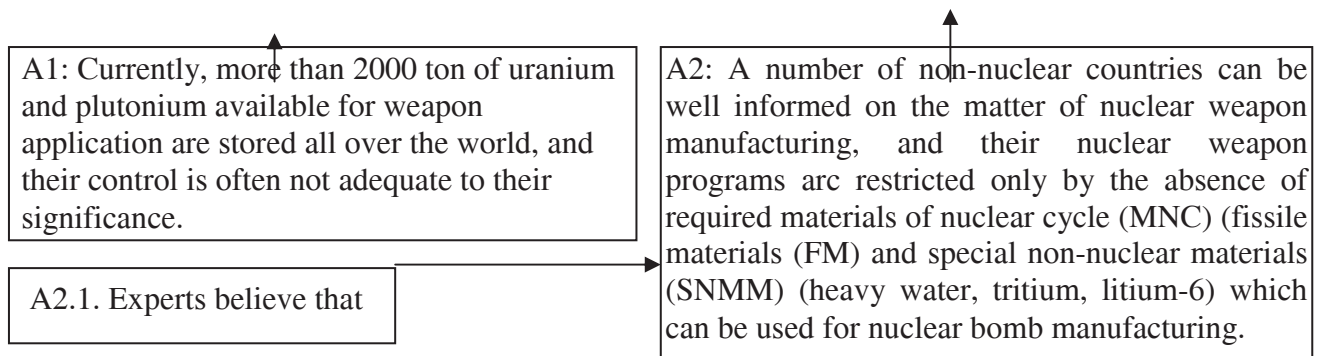 A1: Currently, more than 2000 ton of uranium
and plutonium available for weapon
application are stored all over the world, and
their control is often not adequate to their
significance.
A2.1. Experts believe that
A2: A number of non-nuclear countries can be
well informed on the matter of nuclear weapon
manufacturing, and their nuclear weapon
programs arc restricted only by the absence of
required materials of nuclear cycle (MNC) (fissile
materials (FM) and special non-nuclear materials
(SNMM) (heavy water, tritium, litium-6) which
can be used for nuclear bomb manufacturing.